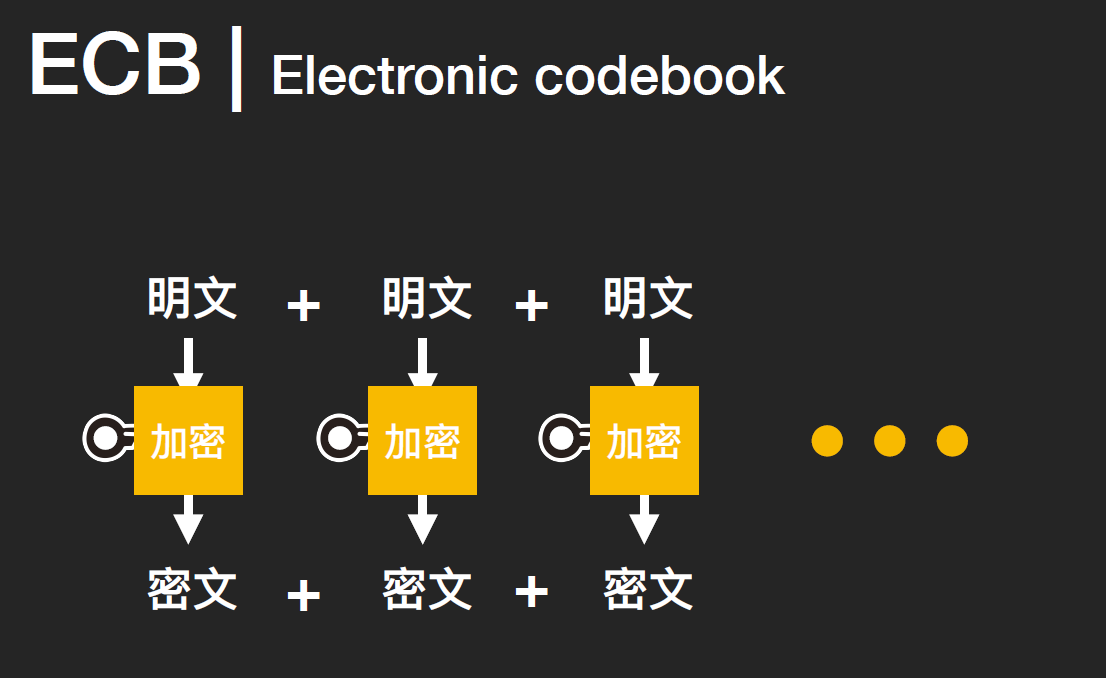 ECB | Electronic codebook
明文 + 明文 + 明文
加密 加密 加密
密文 + 密文 + 密文